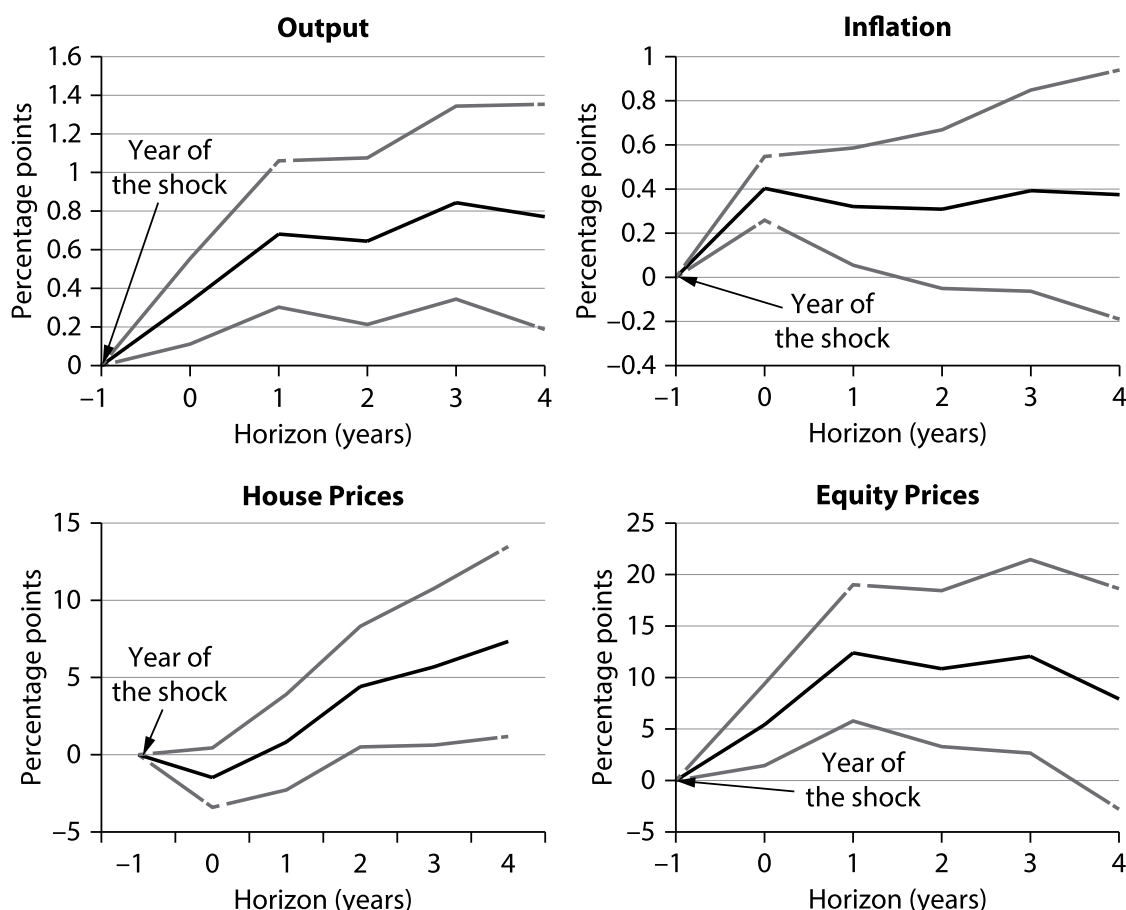 Output
Percentage points
1.6
1.4
1.2
1
0.8
0.6
0.4
0.2
0
Year of
the shock
−1 0 1 2 3 4
Horizon (years)
Inflation
Percentage points
1
0.8
0.6
0.4
0.2
0
−0.2
−0.4
Year of
the shock
−1 0 1 2 3 4
Horizon (years)
House Prices
Percentage points
15
10
5
0
−5
Year of
the shock
−1 0 1 2 3 4
Horizon (years)
Equity Prices
Percentage points
25
20
15
10
5
0
−5
Year of
the shock
−1 0 1 2 3 4
Horizon (years)